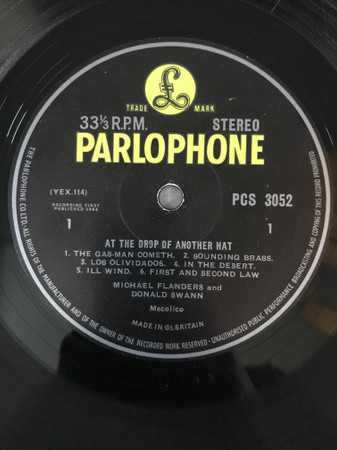 TRADE MARK
33⅓ R.P.M. STEREO
PARLOPHONE
(YEX.114) PCS 3052
RECORDING FIRST
PUBLISHED 1964
1 1
AT THE DROP OF ANOTHER HAT
1. THE GAS-MAN COMETH. 2. SOUNDING BRASS.
3. LOS OLIVIDADOS. 4. IN THE DESERT.
5. ILL WIND. 6. FIRST AND SECOND LAW
MICHAEL FLANDERS and
DONALD SWANN
Mecolico
MADE IN GT. BRITAIN
THE PARLOPHONE CO. LTD. ALL RIGHTS OF THE MANUFACTURER AND OF THE OWNER OF THE RECORDED WORK RESERVED · UNAUTHORISED PUBLIC PERFORMANCE BROADCASTING AND COPYING OF THIS RECORD PROHIBITED